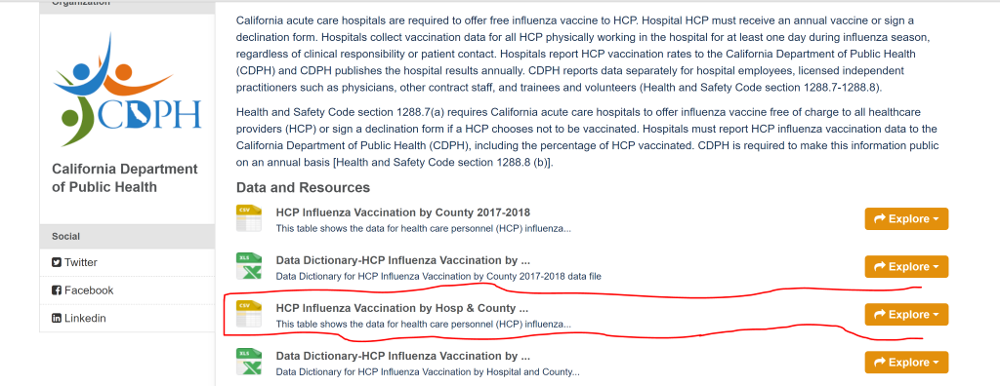 Organization
CDPH
California Department
of Public Health
Social
Twitter
Facebook
Linkedin
California acute care hospitals are required to offer free influenza vaccine to HCP. Hospital HCP must receive an annual vaccine or sign a
declination form. Hospitals collect vaccination data for all HCP physically working in the hospital for at least one day during influenza season,
regardless of clinical responsibility or patient contact. Hospitals report HCP vaccination rates to the California Department of Public Health
(CDPH) and CDPH publishes the hospital results annually. CDPH reports data separately for hospital employees, licensed independent
practitioners such as physicians, other contract staff, and trainees and volunteers (Health and Safety Code section 1288.7-1288.8).
Health and Safety Code section 1288.7(a) requires California acute care hospitals to offer influenza vaccine free of charge to all healthcare
providers (HCP) or sign a declination form if a HCP chooses not to be vaccinated. Hospitals must report HCP influenza vaccination data to the
California Department of Public Health (CDPH), including the percentage of HCP vaccinated. CDPH is required to make this information public
on an annual basis [Health and Safety Code section 1288.8 (b)].
Data and Resources
CSV HCP Influenza Vaccination by County 2017-2018 Explore
This table shows the data for health care personnel (HCP) influenza...
XLS Data Dictionary-HCP Influenza Vaccination by ... Explore
Data Dictionary for HCP Influenza Vaccination by County 2017-2018 data file
CSV HCP Influenza Vaccination by Hosp & County ... Explore
This table shows the data for health care personnel (HCP) influenza...
XLS Data Dictionary-HCP Influenza Vaccination by ... Explore
Data Dictionary for HCP Influenza Vaccination by Hospital and County...